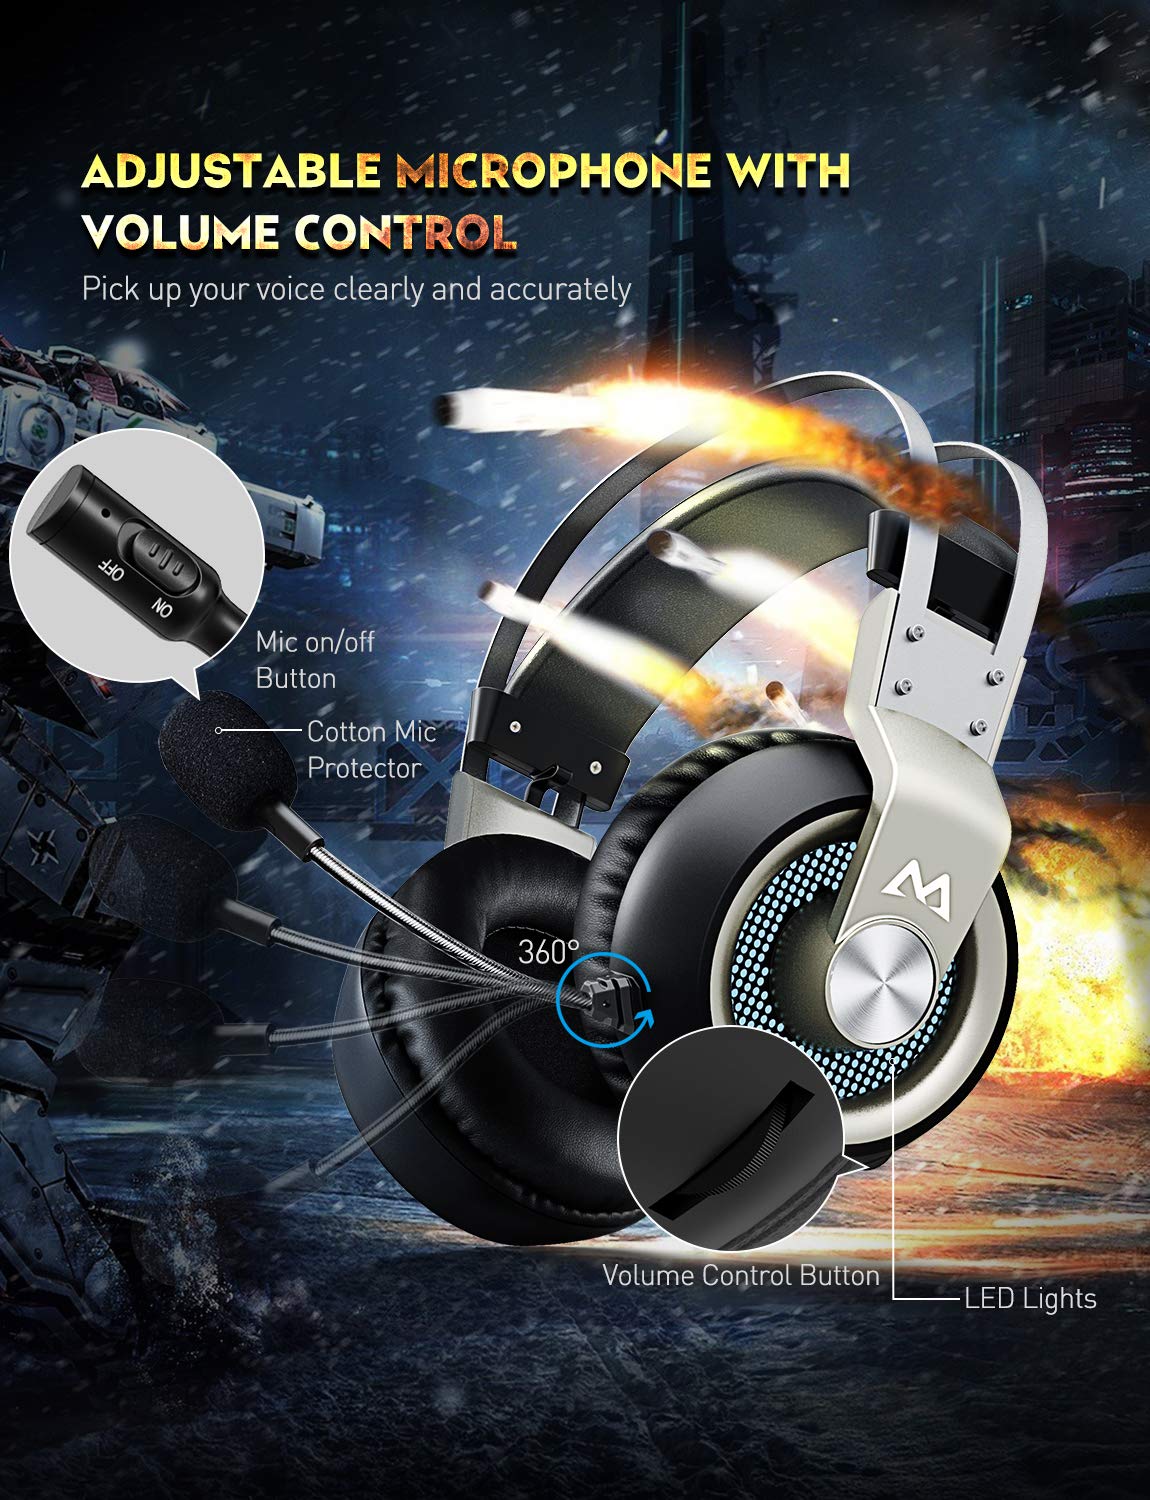 ADJUSTABLE MICROPHONE WITH
VOLUME CONTROL
Pick up your voice clearly and accurately
OFF
ON
Mic on/off
Button
Cotton Mic
Protector
360°
Volume Control Button
LED Lights